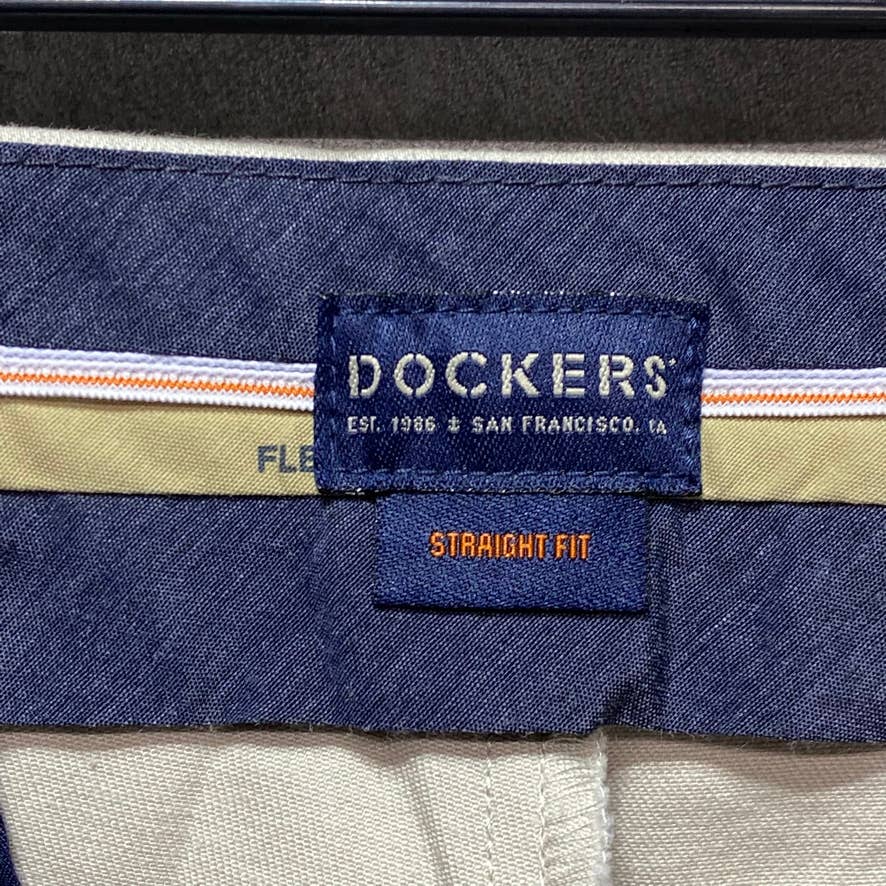 DOCKERS
EST. 1986 ± SAN FRANCISCO. CA
FLE
STRAIGHT FIT